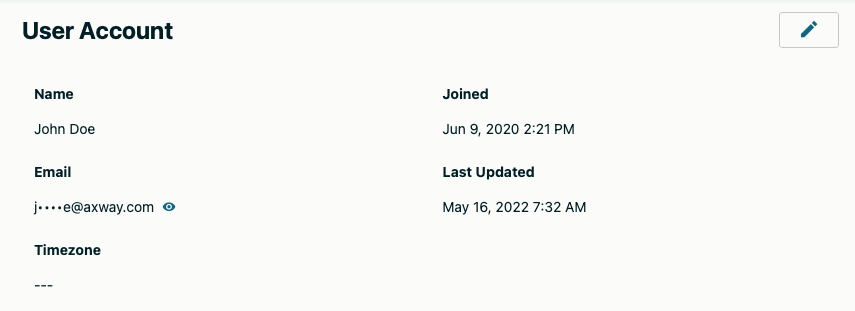 User Account
Name
John Doe
Joined
Jun 9, 2020 2:21 PM
Email
j••••e@axway.com
Last Updated
May 16, 2022 7:32 AM
Timezone
---